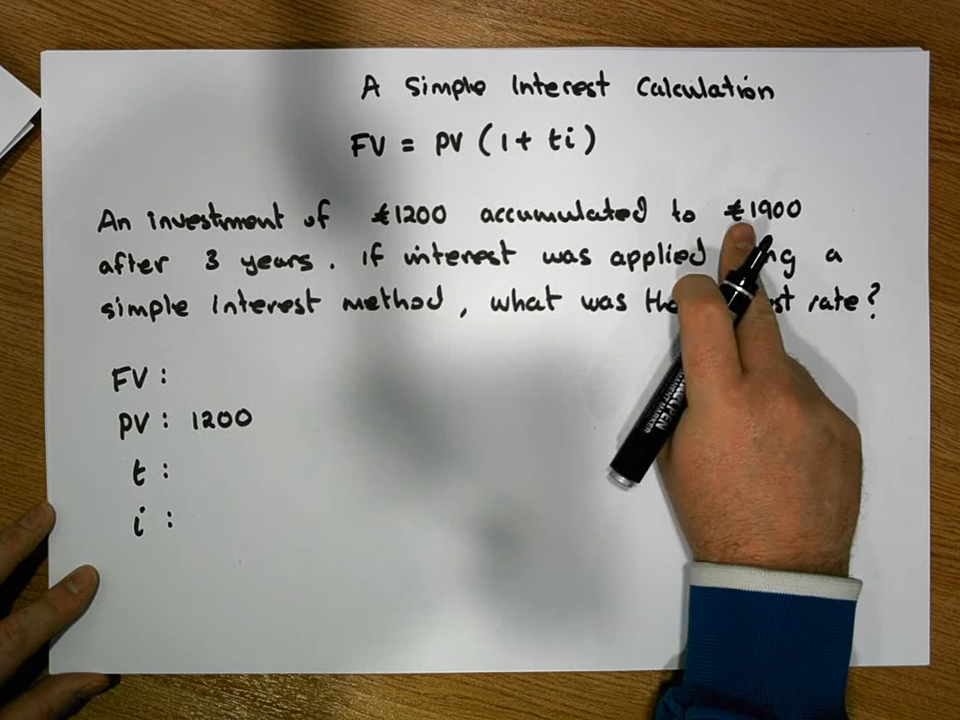 A Simple Interest Calculation
FV = PV (1 + ti)
An investment of €1200 accumulated to €1900
after 3 years. If interest was applied a
simple interest method, what was rate?
FV:
PV: 1200
t:
i: